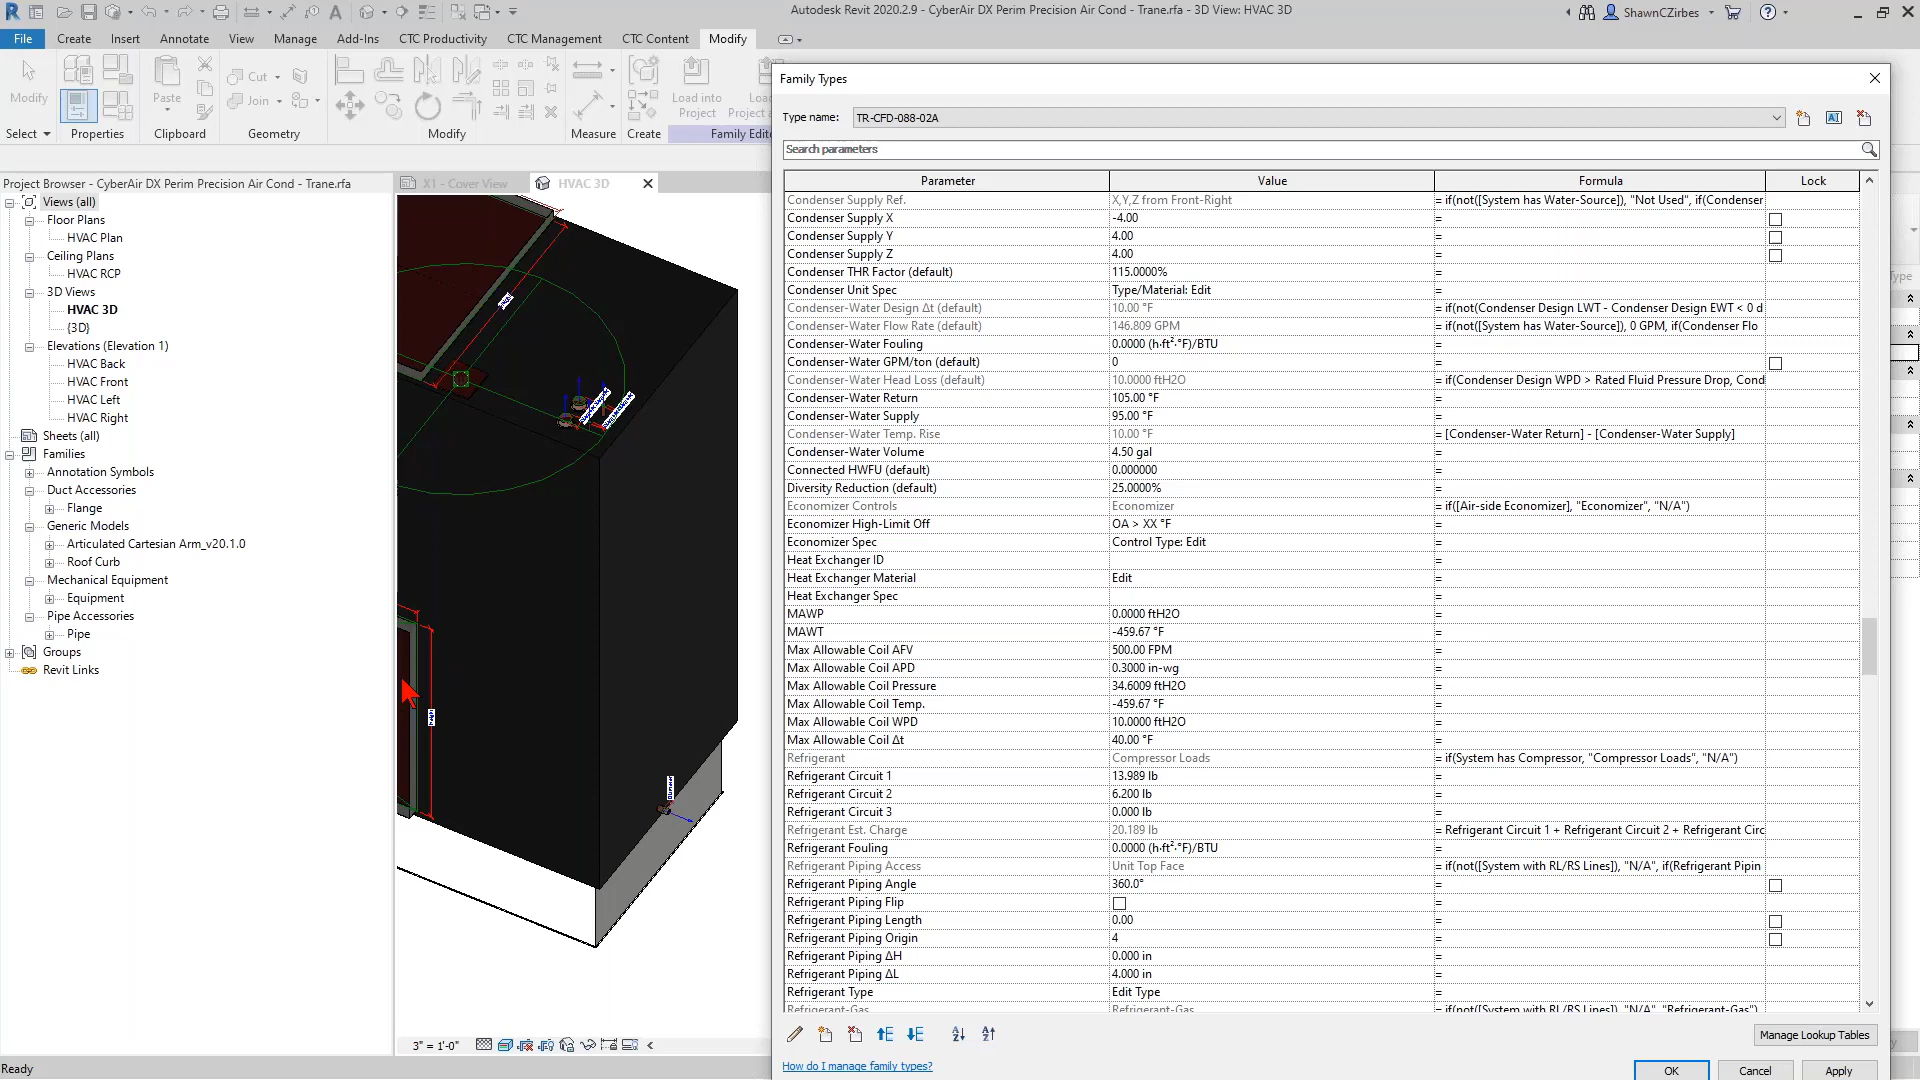 Autodesk Revit 2020.2.9 - CyberAir DX Perim Precision Air Cond - Trane.rfa - 3D View: HVAC 3D
ShawnCZirbes
File Create Insert Annotate View Manage Add-Ins CTC Productivity CTC Management CTC Content Modify
Modify
Paste
Cut
Join
Load into Project
Select Properties Clipboard Geometry Modify Measure Create Family Edit
Project Browser - CyberAir DX Perim Precision Air Cond - Trane.rfa
Views (all)
Floor Plans
HVAC Plan
Ceiling Plans
HVAC RCP
3D Views
HVAC 3D
{3D}
Elevations (Elevation 1)
HVAC Back
HVAC Front
HVAC Left
HVAC Right
Sheets (all)
Families
Annotation Symbols
Duct Accessories
Flange
Generic Models
Articulated Cartesian Arm_v20.1.0
Roof Curb
Mechanical Equipment
Equipment
Pipe Accessories
Pipe
Groups
Revit Links
X1 - Cover View
HVAC 3D
3" = 1'-0"
Ready
Family Types
Type name: TR-CFD-088-02A
Search parameters
Parameter Value Formula Lock
Condenser Supply Ref. X,Y,Z from Front-Right = if(not([System has Water-Source]), "Not Used", if(Condenser
Condenser Supply X -4.00 =
Condenser Supply Y 4.00 =
Condenser Supply Z 4.00 =
Condenser THR Factor (default) 115.0000% =
Condenser Unit Spec Type/Material: Edit =
Condenser-Water Design Δt (default) 10.00 °F = if(not(Condenser Design LWT - Condenser Design EWT < 0 d
Condenser-Water Flow Rate (default) 146.809 GPM = if(not([System has Water-Source]), 0 GPM, if(Condenser Flo
Condenser-Water Fouling 0.0000 (h·ft²·°F)/BTU =
Condenser-Water GPM/ton (default) 0 =
Condenser-Water Head Loss (default) 10.0000 ftH2O = if(Condenser Design WPD > Rated Fluid Pressure Drop, Cond
Condenser-Water Return 105.00 °F =
Condenser-Water Supply 95.00 °F =
Condenser-Water Temp. Rise 10.00 °F = [Condenser-Water Return] - [Condenser-Water Supply]
Condenser-Water Volume 4.50 gal =
Connected HWFU (default) 0.000000 =
Diversity Reduction (default) 25.0000% =
Economizer Controls Economizer = if([Air-side Economizer], "Economizer", "N/A")
Economizer High-Limit Off OA > XX °F =
Economizer Spec Control Type: Edit =
Heat Exchanger ID =
Heat Exchanger Material Edit =
Heat Exchanger Spec =
MAWP 0.0000 ftH2O =
MAWT -459.67 °F =
Max Allowable Coil AFV 500.00 FPM =
Max Allowable Coil APD 0.3000 in-wg =
Max Allowable Coil Pressure 34.6009 ftH2O =
Max Allowable Coil Temp. -459.67 °F =
Max Allowable Coil WPD 10.0000 ftH2O =
Max Allowable Coil Δt 40.00 °F =
Refrigerant Compressor Loads = if(System has Compressor, "Compressor Loads", "N/A")
Refrigerant Circuit 1 13.989 lb =
Refrigerant Circuit 2 6.200 lb =
Refrigerant Circuit 3 0.000 lb =
Refrigerant Est. Charge 20.189 lb = Refrigerant Circuit 1 + Refrigerant Circuit 2 + Refrigerant Circ
Refrigerant Fouling 0.0000 (h·ft²·°F)/BTU =
Refrigerant Piping Access Unit Top Face = if(not([System with RL/RS Lines]), "N/A", if(Refrigerant Pipin
Refrigerant Piping Angle 360.0° =
Refrigerant Piping Flip =
Refrigerant Piping Length 0.00 =
Refrigerant Piping Origin 4 =
Refrigerant Piping ΔH 0.000 in =
Refrigerant Piping ΔL 4.000 in =
Refrigerant Type Edit Type =
Refrigerant-Gas Refrigerant-Gas = if(not([System with RL/RS Lines]), "N/A", "Refrigerant-Gas")
Manage Lookup Tables
How do I manage family types?
OK Cancel Apply